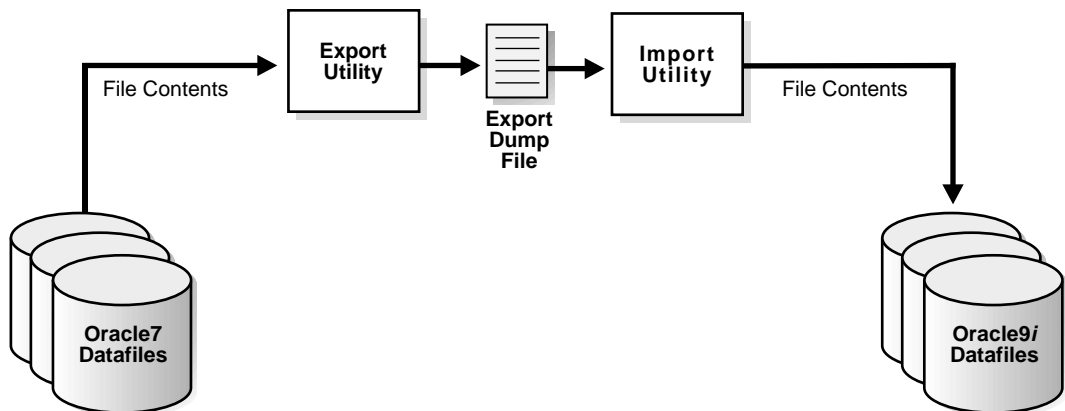 Export
Utility
Import
Utility
File Contents
File Contents
Export
Dump
File
Oracle7
Datafiles
Oracle9i
Datafiles